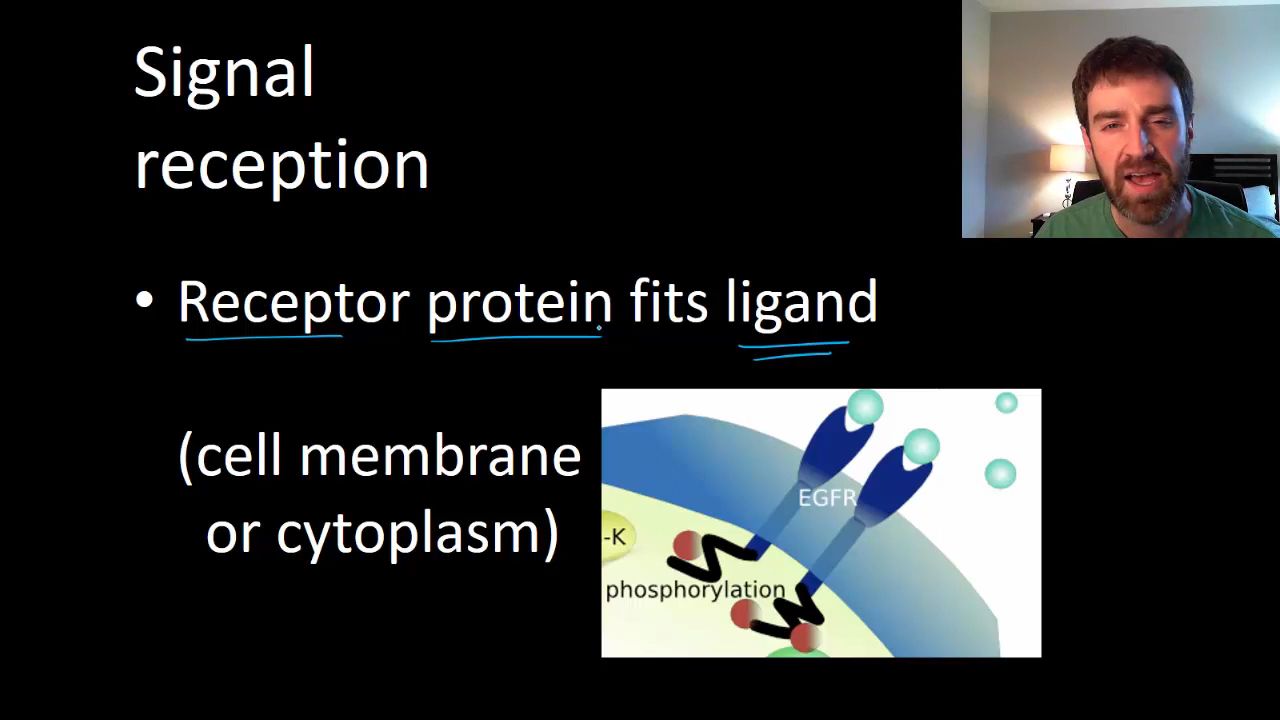 Signal
reception
• Receptor protein fits ligand
(cell membrane
or cytoplasm)
EGFR
-K
phosphorylation